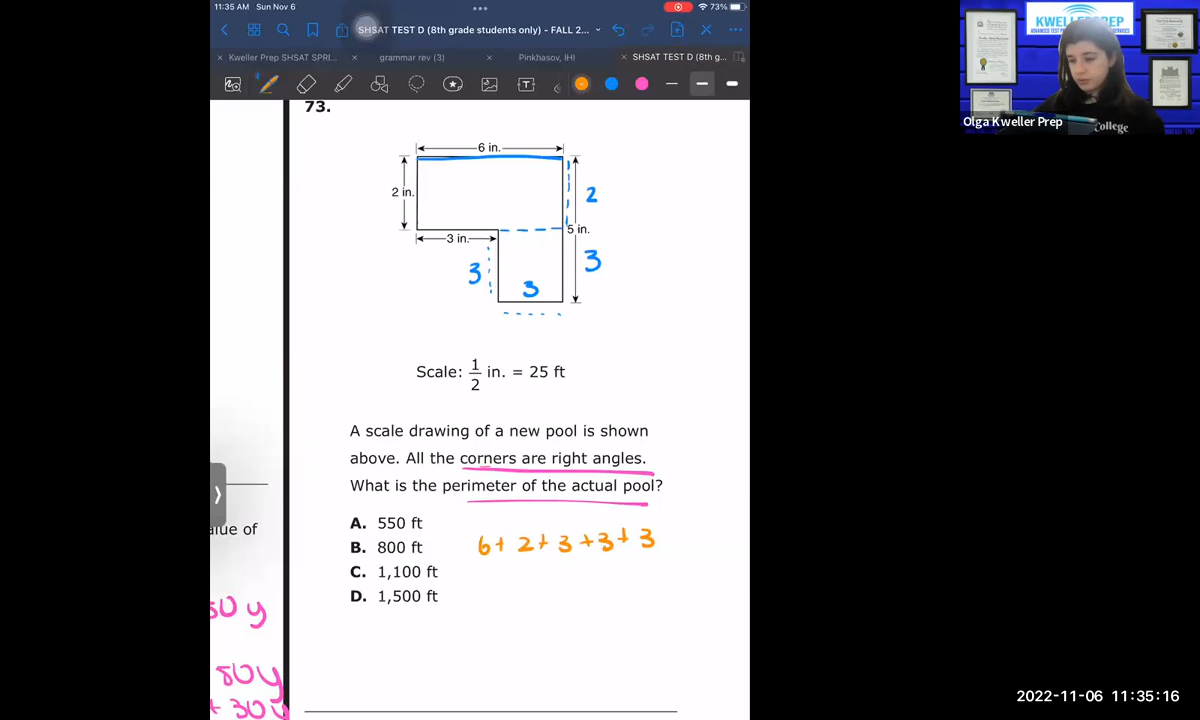 11:35 AM Sun Nov 6
73%
SHSAT TEST D (8th grade students only) - FALL 2...
Kweller Prep SHSAT SPRI...
grammar rev (3)
Pinkhasov, IHI
SHSAT TEST D (8th g...
KWELLER PREP
Olga Kweller Prep
College
73.
6 in.
2 in.
2
5 in.
3 in.
3
3
3
Scale: 1/2 in. = 25 ft
A scale drawing of a new pool is shown
above. All the corners are right angles.
What is the perimeter of the actual pool?
A. 550 ft
B. 800 ft
C. 1,100 ft
D. 1,500 ft
6+ 2+ 3+3+ 3
alue of
80y
80y
+ 30y
2022-11-06 11:35:16